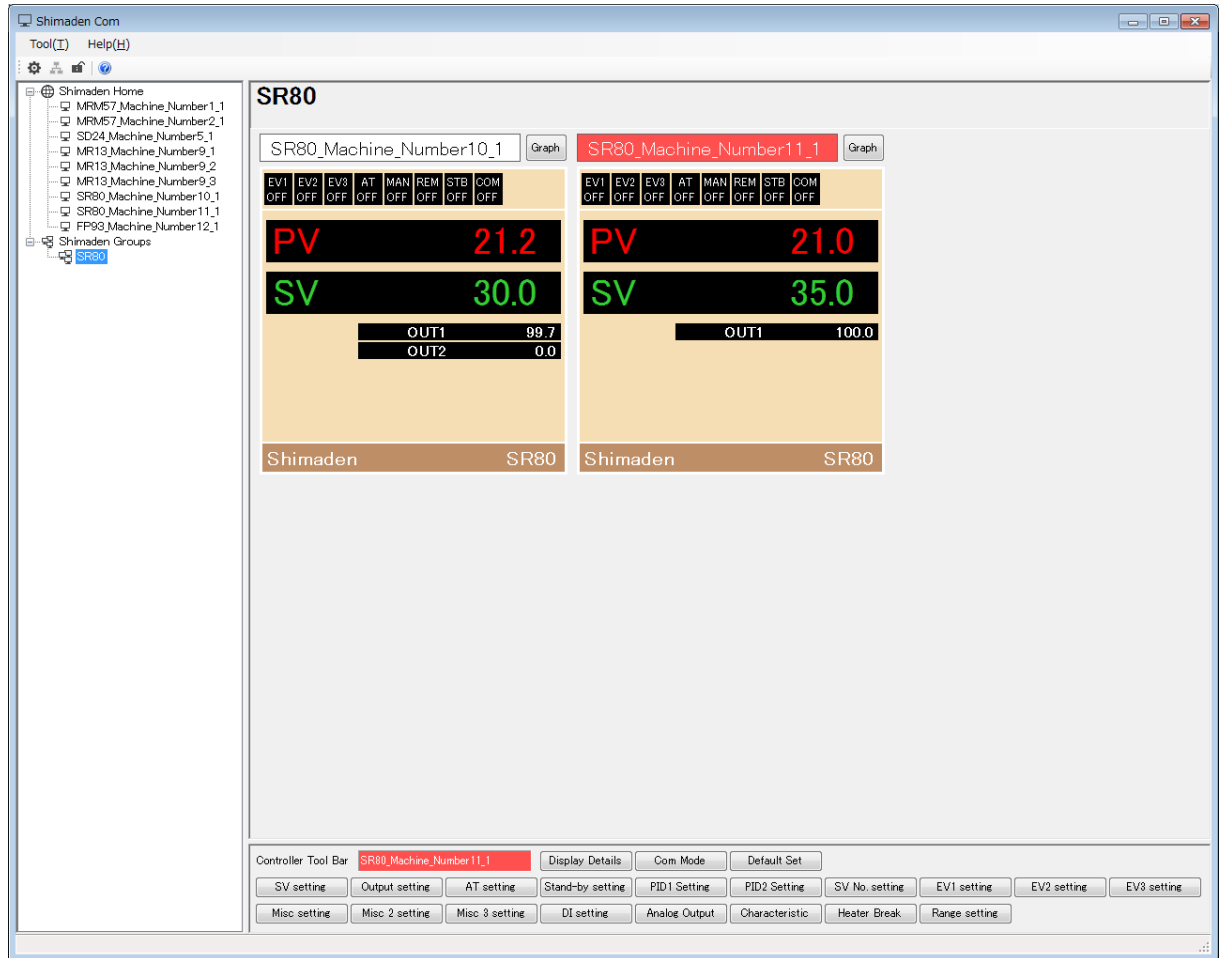 Shimaden Com
Tool(T) Help(H)
Shimaden Home
MRM57_Machine_Number1_1
MRM57_Machine_Number2_1
SD24_Machine_Number5_1
MR13_Machine_Number9_1
MR13_Machine_Number9_2
MR13_Machine_Number9_3
SR80_Machine_Number10_1
SR80_Machine_Number11_1
FP93_Machine_Number12_1
Shimaden Groups
SR80
SR80
SR80_Machine_Number10_1 Graph
EV1 EV2 EV3 AT MAN REM STB COM
OFF OFF OFF OFF OFF OFF OFF OFF
PV 21.2
SV 30.0
OUT1 99.7
OUT2 0.0
Shimaden SR80
SR80_Machine_Number11_1 Graph
EV1 EV2 EV3 AT MAN REM STB COM
OFF OFF OFF OFF OFF OFF OFF OFF
PV 21.0
SV 35.0
OUT1 100.0
Shimaden SR80
Controller Tool Bar SR80_Machine_Number11_1 Display Details Com Mode Default Set
SV setting Output setting AT setting Stand-by setting PID1 Setting PID2 Setting SV No. setting EV1 setting EV2 setting EV3 setting
Misc setting Misc 2 setting Misc 3 setting DI setting Analog Output Characteristic Heater Break Range setting